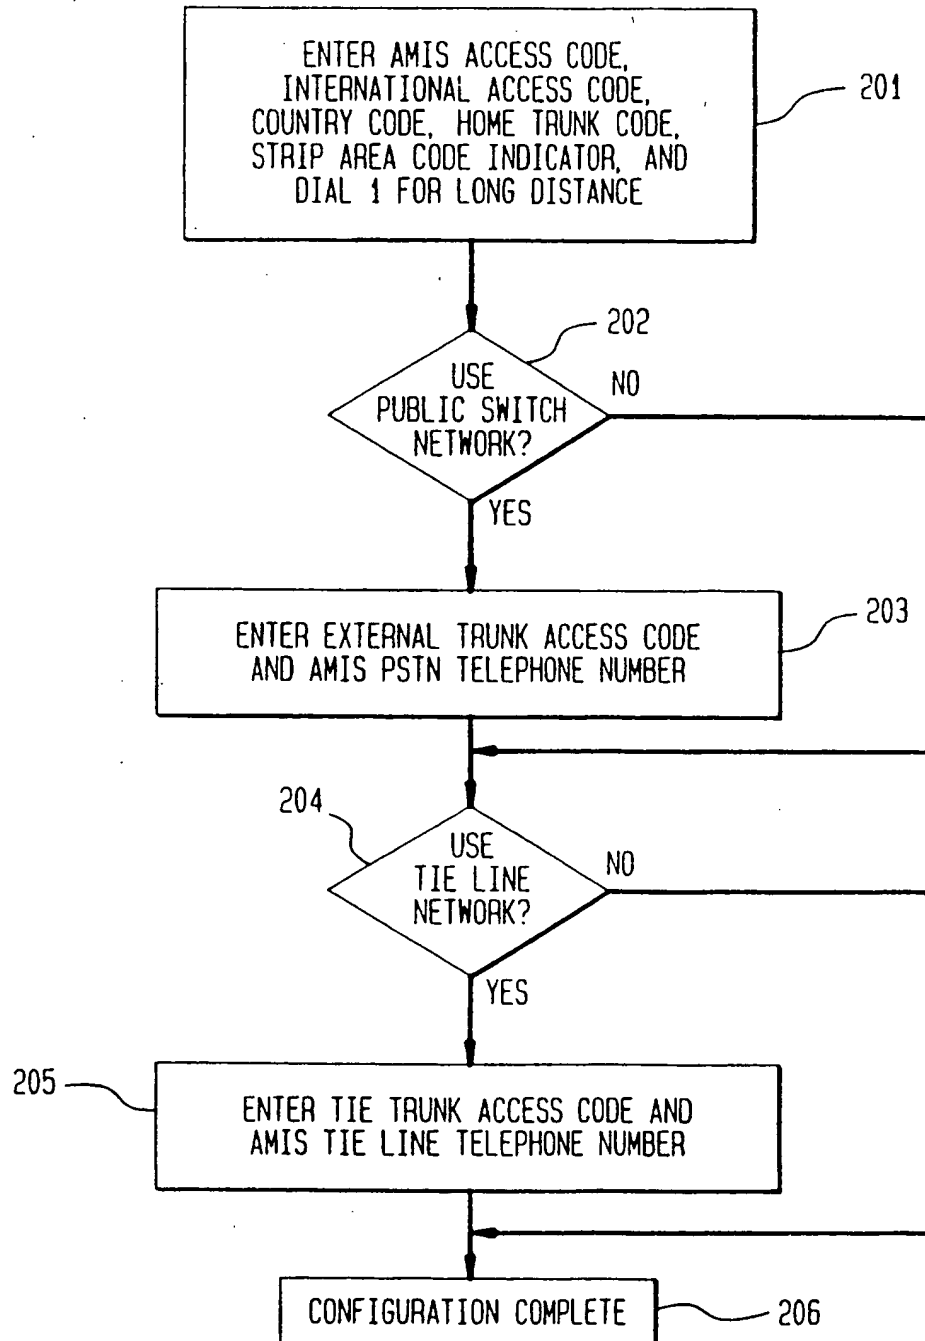 ENTER AMIS ACCESS CODE,
INTERNATIONAL ACCESS CODE,
COUNTRY CODE, HOME TRUNK CODE,
STRIP AREA CODE INDICATOR, AND
DIAL 1 FOR LONG DISTANCE
201
202
USE
PUBLIC SWITCH
NETWORK?
NO
YES
203
ENTER EXTERNAL TRUNK ACCESS CODE
AND AMIS PSTN TELEPHONE NUMBER
204
USE
TIE LINE
NETWORK?
NO
YES
205
ENTER TIE TRUNK ACCESS CODE AND
AMIS TIE LINE TELEPHONE NUMBER
CONFIGURATION COMPLETE
206